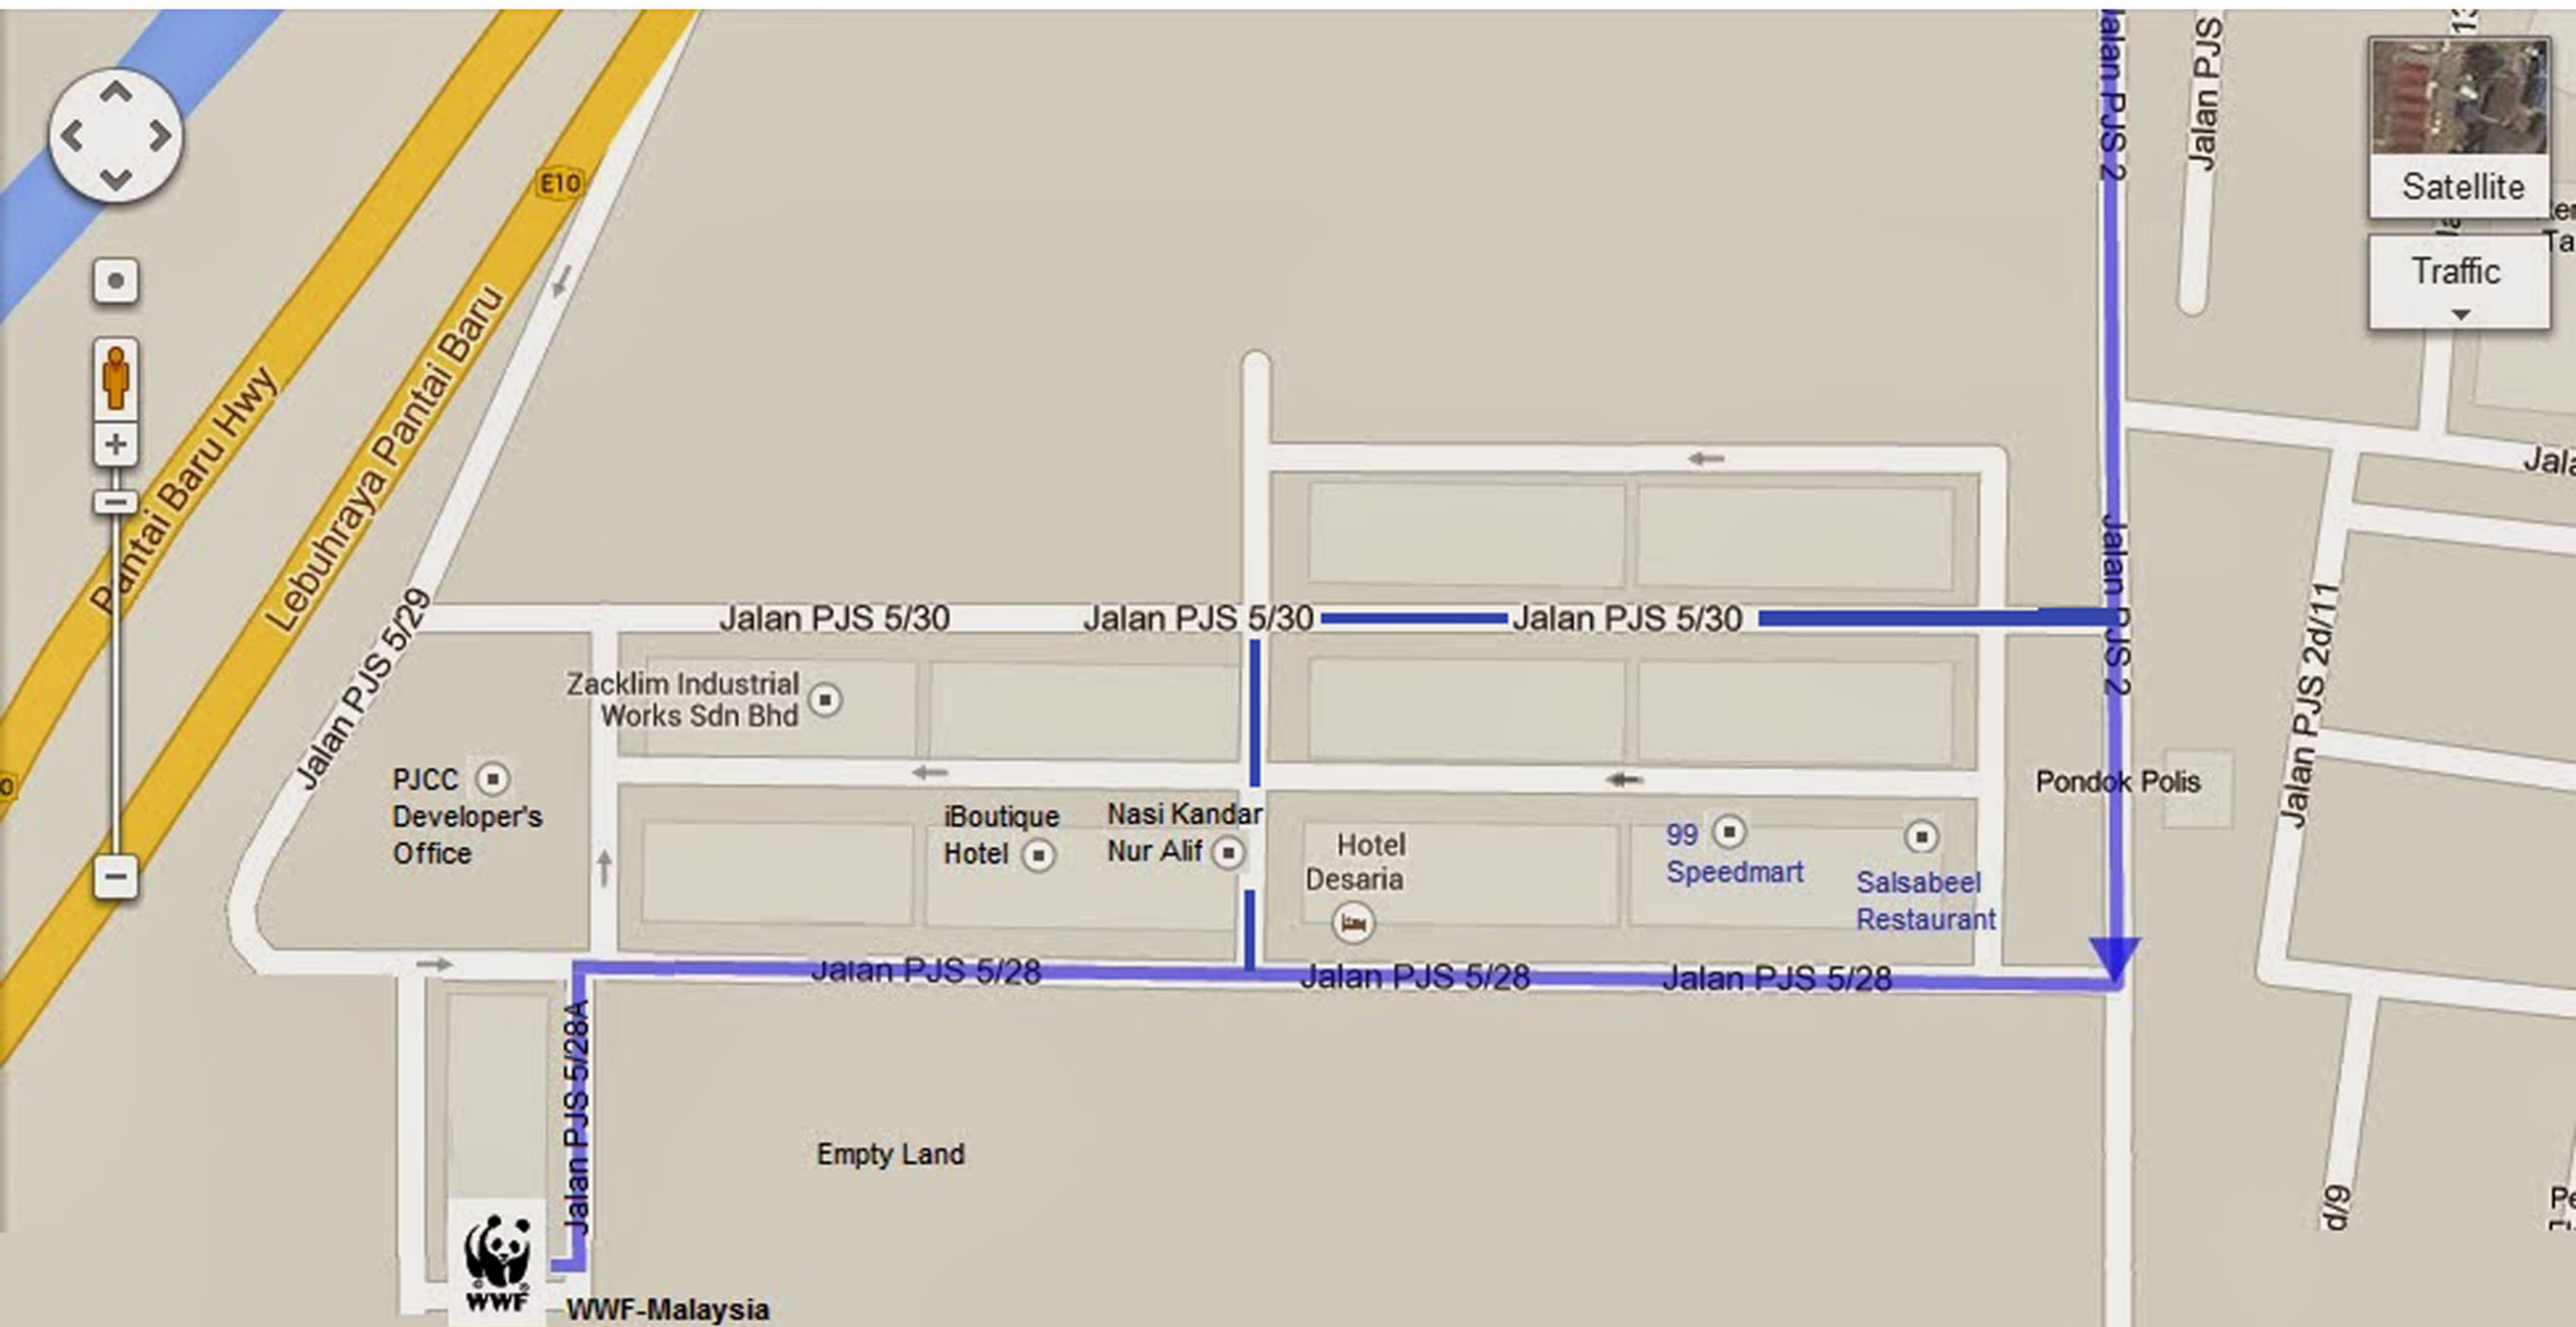 Jalan PJS 2
Jalan PJS
13
Satellite
Traffic
E10
Pantai Baru Hwy
Lebuhraya Pantai Baru
Jalan PJS 5/29
Jalan PJS 5/30
Jalan PJS 5/30
Jalan PJS 5/30
Jalan PJS 2
Jalan PJS 2d/11
Zacklim Industrial
Works Sdn Bhd
PJCC
Developer's
Office
iBoutique
Hotel
Nasi Kandar
Nur Alif
Hotel
Desaria
99
Speedmart
Salsabeel
Restaurant
Pondok Polis
Jalan PJS 5/28
Jalan PJS 5/28
Jalan PJS 5/28
Jalan PJS 5/28A
Empty Land
d/9
WWF
WWF-Malaysia